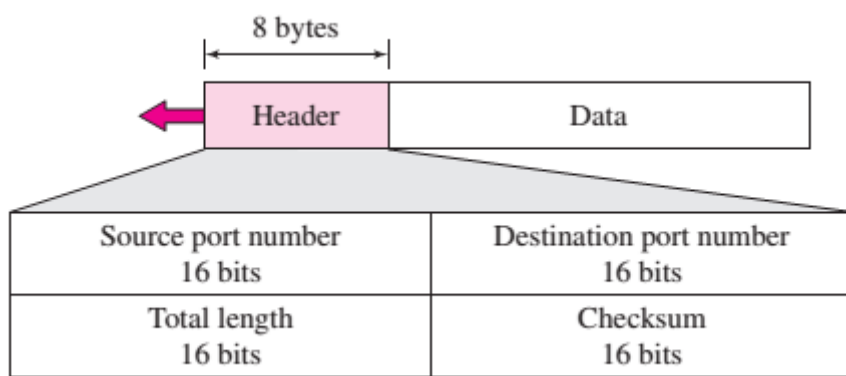 8 bytes
Header
Data
Source port number
16 bits
Destination port number
16 bits
Total length
16 bits
Checksum
16 bits